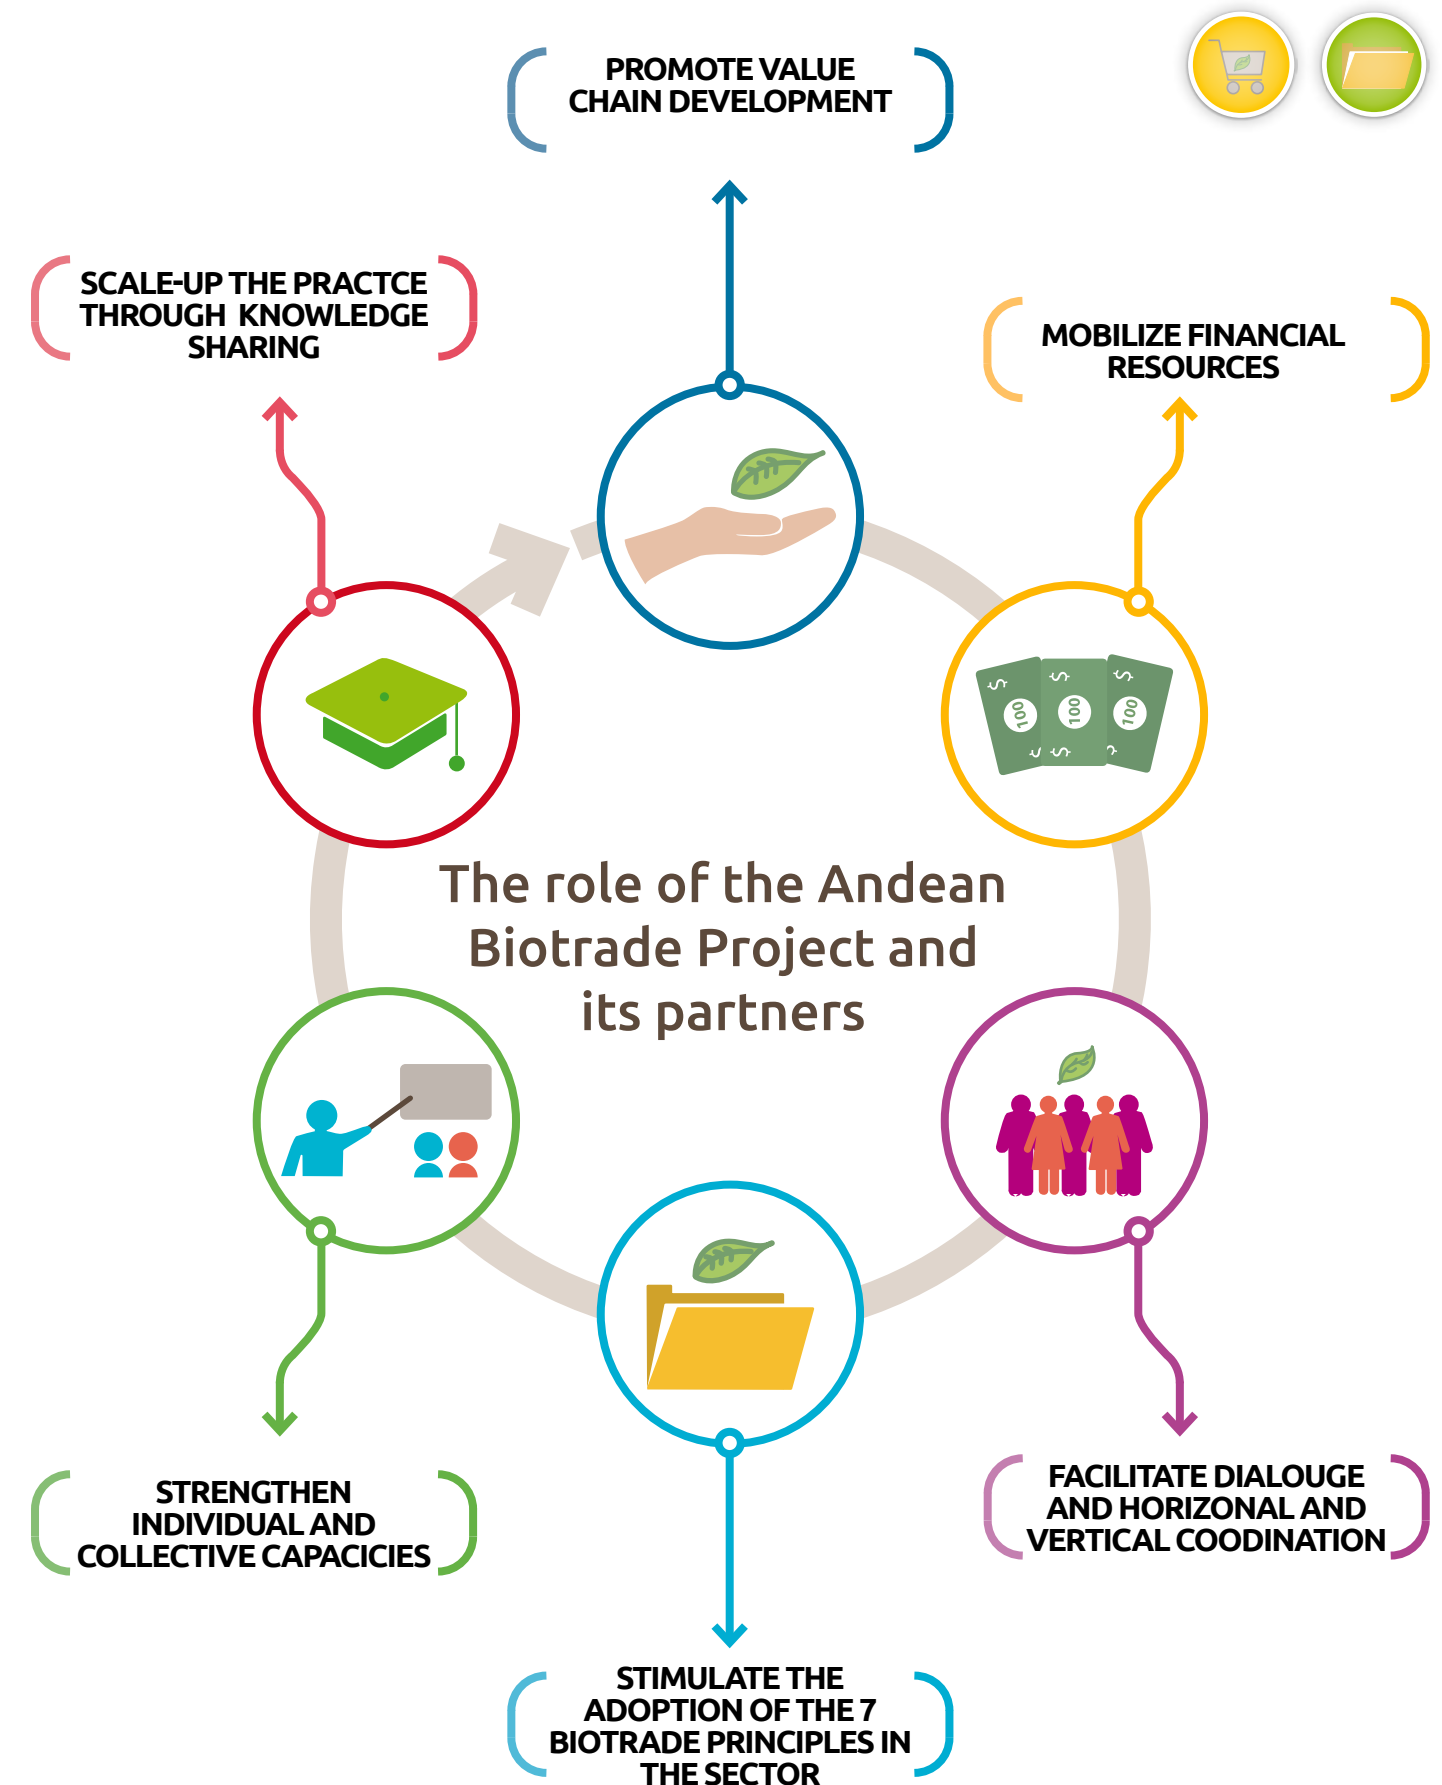 PROMOTE VALUE
CHAIN DEVELOPMENT
SCALE-UP THE PRACTCE
THROUGH KNOWLEDGE
SHARING
MOBILIZE FINANCIAL
RESOURCES
$ $ $
100 100 100
$ $ $
The role of the Andean
Biotrade Project and
its partners
STRENGTHEN
INDIVIDUAL AND
COLLECTIVE CAPACICIES
FACILITATE DIALOUGE
AND HORIZONAL AND
VERTICAL COODINATION
STIMULATE THE
ADOPTION OF THE 7
BIOTRADE PRINCIPLES IN
THE SECTOR